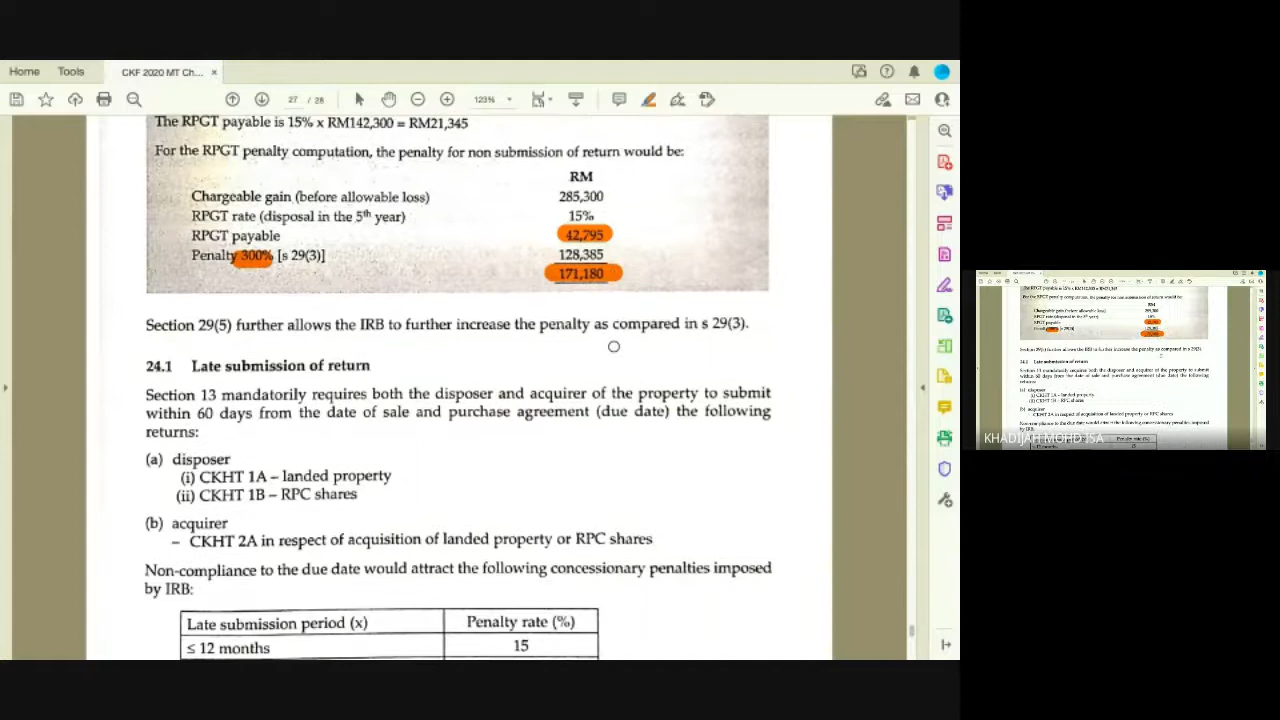 Home Tools CKF 2020 MT Ch... ×
27 / 28 123%
The RPGT payable is 15% x RM142,300 = RM21,345
For the RPGT penalty computation, the penalty for non submission of return would be:
RM
Chargeable gain (before allowable loss) 285,300
RPGT rate (disposal in the 5th year) 15%
RPGT payable 42,795
Penalty 300% [s 29(3)] 128,385
171,180
Section 29(5) further allows the IRB to further increase the penalty as compared in s 29(3).
24.1 Late submission of return
Section 13 mandatorily requires both the disposer and acquirer of the property to submit
within 60 days from the date of sale and purchase agreement (due date) the following
returns:
(a) disposer
(i) CKHT 1A – landed property
(ii) CKHT 1B – RPC shares
(b) acquirer
– CKHT 2A in respect of acquisition of landed property or RPC shares
Non-compliance to the due date would attract the following concessionary penalties imposed
by IRB:
Late submission period (x) Penalty rate (%)
≤ 12 months 15
KHADIJAH MOHD ISA